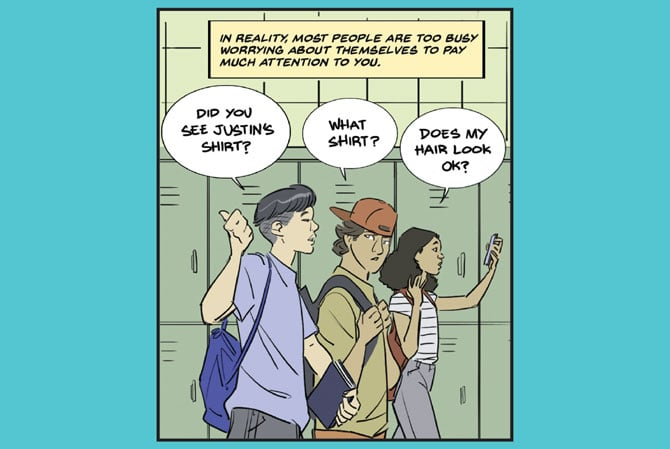 IN REALITY, MOST PEOPLE ARE TOO BUSY
WORRYING ABOUT THEMSELVES TO PAY
MUCH ATTENTION TO YOU.
DID YOU
SEE JUSTIN'S
SHIRT?
WHAT
SHIRT?
DOES MY
HAIR LOOK
OK?